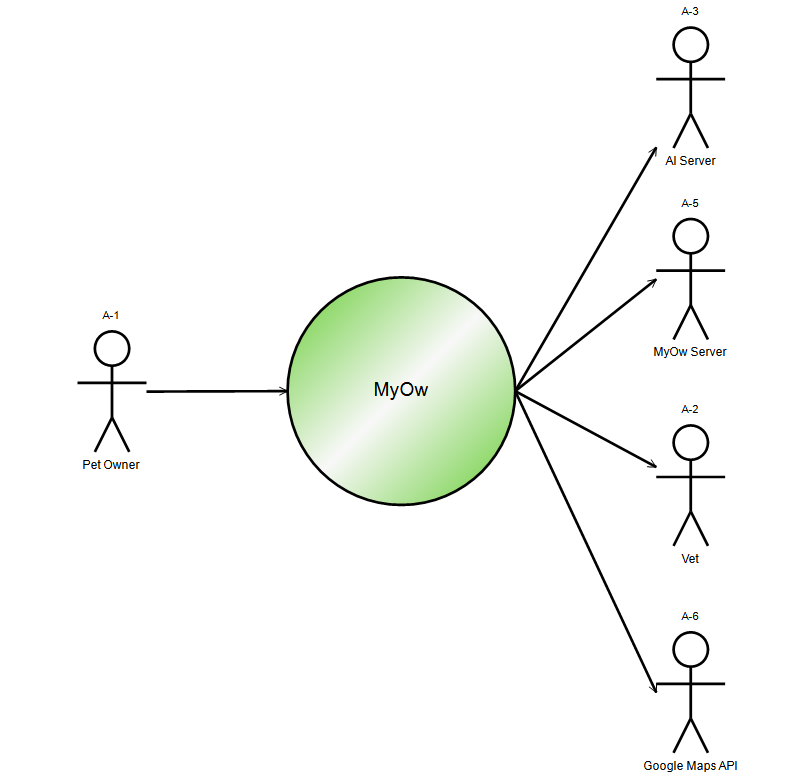 A-3
AI Server
A-5
MyOw Server
A-1
Pet Owner
MyOw
A-2
Vet
A-6
Google Maps API